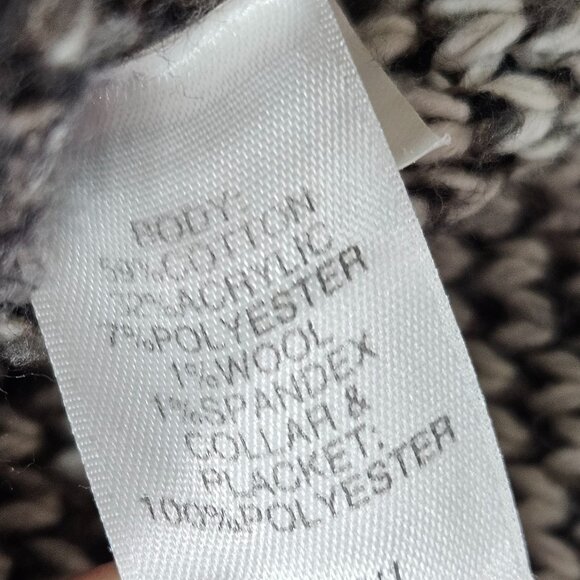 BODY:
59%COTTON
32%ACRYLIC
7%POLYESTER
1%WOOL
1%SPANDEX
COLLAR &
PLACKET:
100%POLYESTER